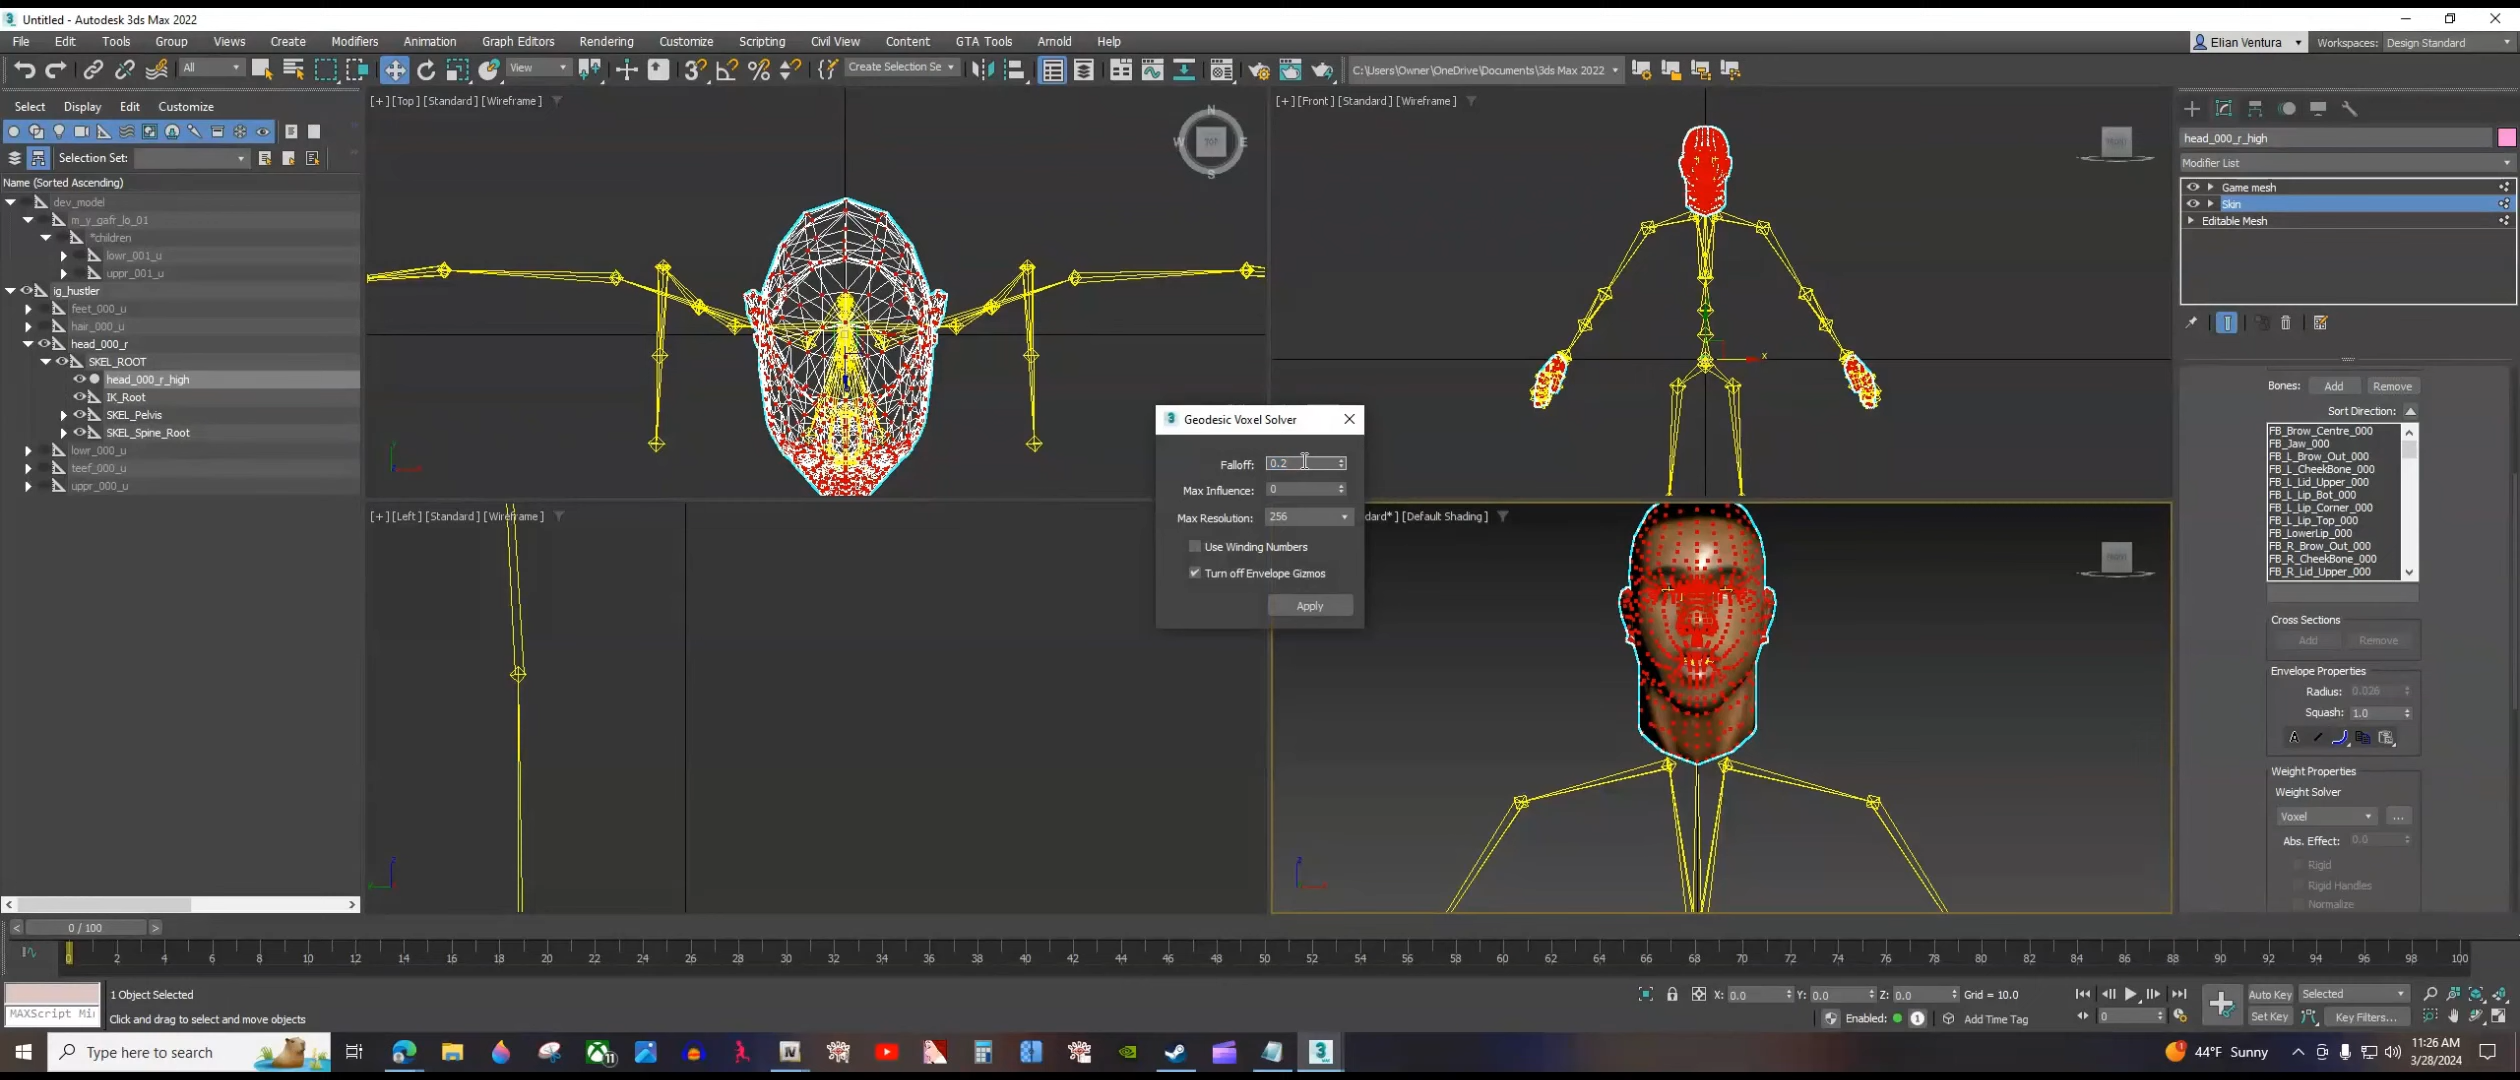 Untitled - Autodesk 3ds Max 2022
File Edit Tools Group Views Create Modifiers Animation Graph Editors Rendering Customize Scripting Civil View Content GTA Tools Arnold Help
Elian Ventura Workspaces: Design Standard
All View Create Selection Se C:\Users\Owner\OneDrive\Documents\3ds Max 2022
Select Display Edit Customize
Selection Set:
Name (Sorted Ascending)
dev_model
m_y_gafr_lo_01
*children
lowr_001_u
uppr_001_u
ig_hustler
feet_000_u
hair_000_u
head_000_r
SKEL_ROOT
head_000_r_high
IK_Root
SKEL_Pelvis
SKEL_Spine_Root
lowr_000_u
teef_000_u
uppr_000_u
[+] [Top] [Standard] [Wireframe]
N
W TOP E
S
[+] [Front] [Standard] [Wireframe]
x
[+] [Left] [Standard] [Wireframe]
dard*] [Default Shading]
Geodesic Voxel Solver
Falloff: 0.2
Max Influence: 0
Max Resolution: 256
Use Winding Numbers
Turn off Envelope Gizmos
Apply
head_000_r_high
Modifier List
Game mesh
Skin
Editable Mesh
Bones: Add Remove
Sort Direction:
FB_Brow_Centre_000
FB_Jaw_000
FB_L_Brow_Out_000
FB_L_CheekBone_000
FB_L_Lid_Upper_000
FB_L_Lip_Bot_000
FB_L_Lip_Corner_000
FB_L_Lip_Top_000
FB_LowerLip_000
FB_R_Brow_Out_000
FB_R_CheekBone_000
FB_R_Lid_Upper_000
Cross Sections
Add Remove
Envelope Properties
Radius: 0.026
Squash: 1.0
A
Weight Properties
Weight Solver
Voxel ...
Abs. Effect: 0.0
Rigid
Rigid Handles
Normalize
< 0 / 100 >
0 2 4 6 8 10 12 14 16 18 20 22 24 26 28 30 32 34 36 38 40 42 44 46 48 50 52 54 56 58 60 62 64 66 68 70 72 74 76 78 80 82 84 86 88 90 92 94 96 98 100
1 Object Selected
X: 0.0 Y: 0.0 Z: 0.0 Grid = 10.0
Auto Key Selected
MAXScript Mi
Click and drag to select and move objects
Enabled: 1 Add Time Tag
0
Set Key Key Filters...
Type here to search
44°F Sunny
11:26 AM
3/28/2024